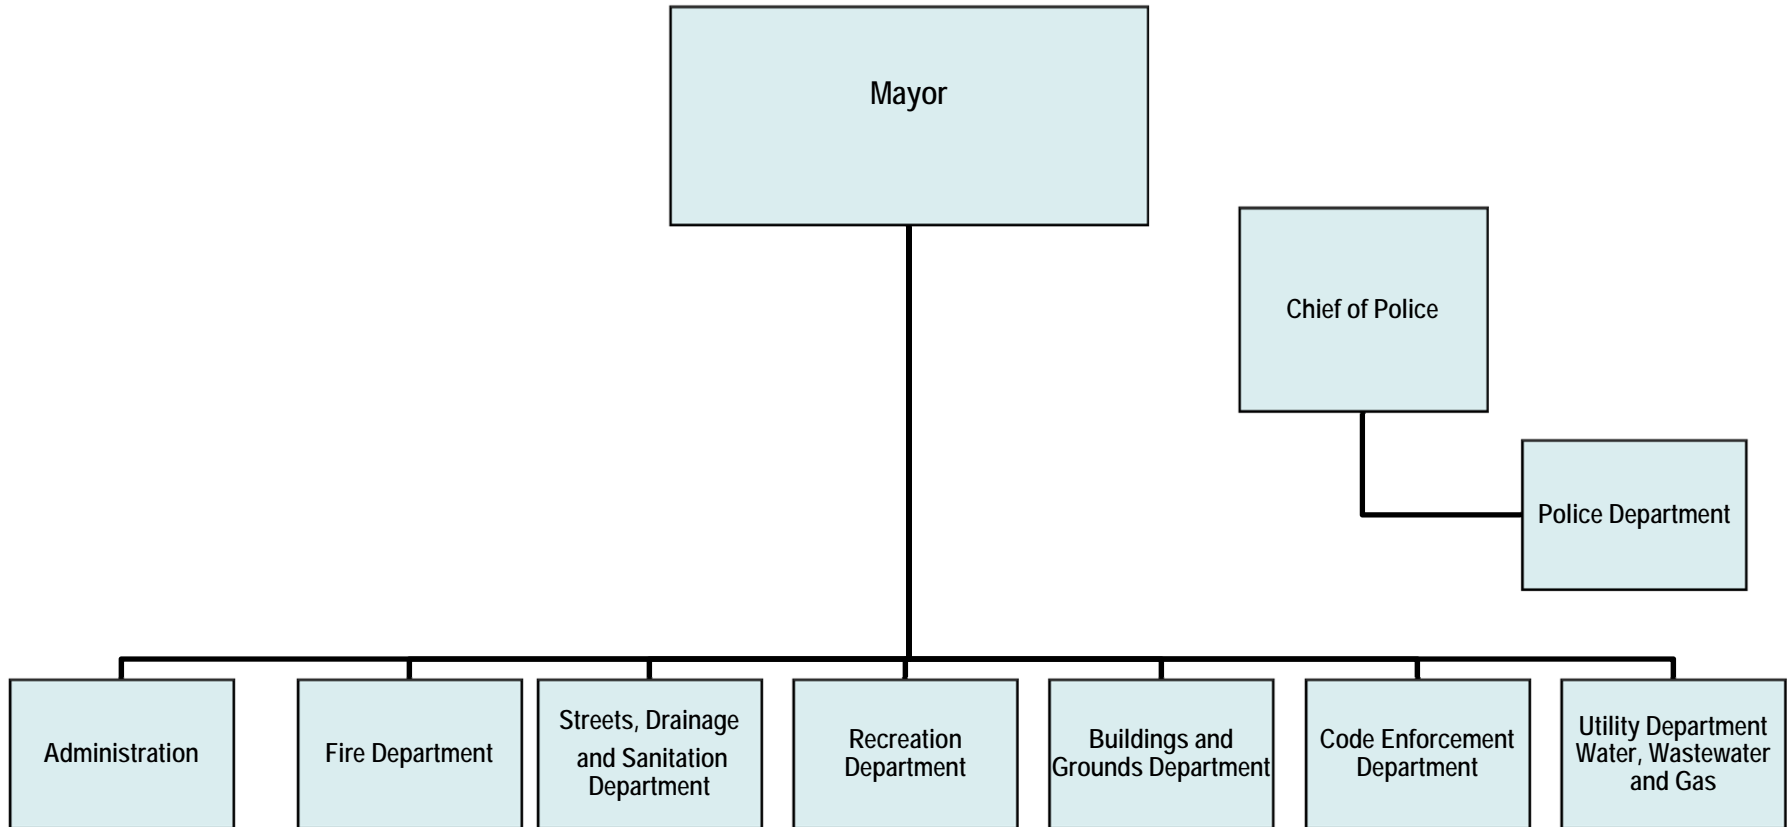 Mayor
Chief of Police
Police Department
Administration
Fire Department
Streets, Drainage
and Sanitation
Department
Recreation
Department
Buildings and
Grounds Department
Code Enforcement
Department
Utility Department
Water, Wastewater
and Gas